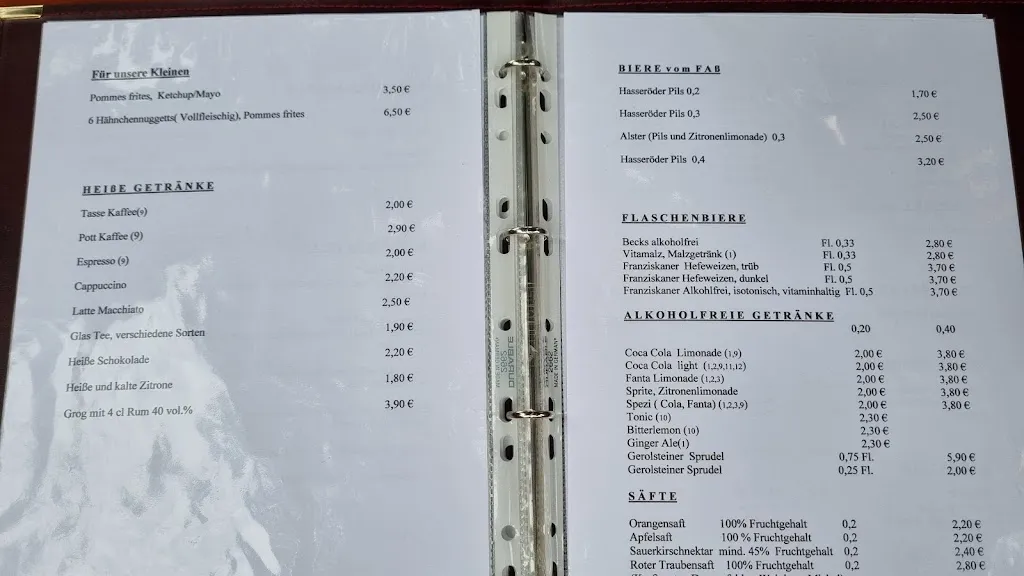 Für unsere Kleinen
Pommes frites, Ketchup/Mayo 3,50 €
6 Hähnchennuggets( Vollfleischig), Pommes frites 6,50 €
HEIßE GETRÄNKE
Tasse Kaffee(9) 2,00 €
Pott Kaffee (9) 2,90 €
Espresso (9) 2,00 €
Cappuccino 2,20 €
Latte Macchiato 2,50 €
Glas Tee, verschiedene Sorten 1,90 €
Heiße Schokolade 2,20 €
Heiße und kalte Zitrone 1,80 €
Grog mit 4 cl Rum 40 vol.% 3,90 €
DURABLE
MADE IN GERMANY
BIERE vom FAß
Hasseröder Pils 0,2 1,70 €
Hasseröder Pils 0,3 2,50 €
Alster (Pils und Zitronenlimonade) 0,3 2,50 €
Hasseröder Pils 0,4 3,20 €
FLASCHENBIERE
Becks alkoholfrei Fl. 0,33 2,80 €
Vitamalz, Malzgetränk (1) Fl. 0,33 2,80 €
Franziskaner Hefeweizen, trüb Fl. 0,5 3,70 €
Franziskaner Hefeweizen, dunkel Fl. 0,5 3,70 €
Franziskaner Alkohlfrei, isotonisch, vitaminhaltig Fl. 0,5 3,70 €
ALKOHOLFREIE GETRÄNKE
0,20 0,40
Coca Cola Limonade (1,9) 2,00 € 3,80 €
Coca Cola light (1,2,9,11,12) 2,00 € 3,80 €
Fanta Limonade (1,2,3) 2,00 € 3,80 €
Sprite, Zitronenlimonade 2,00 € 3,80 €
Spezi ( Cola, Fanta) (1,2,3,9) 2,00 € 3,80 €
Tonic (10) 2,30 €
Bitterlemon (10) 2,30 €
Ginger Ale(1) 2,30 €
Gerolsteiner Sprudel 0,75 Fl. 5,90 €
Gerolsteiner Sprudel 0,25 Fl. 2,00 €
SÄFTE
Orangensaft 100% Fruchtgehalt 0,2 2,20 €
Apfelsaft 100 % Fruchtgehalt 0,2 2,20 €
Sauerkirschnektar mind. 45% Fruchtgehalt 0,2 2,40 €
Roter Traubensaft 100% Fruchtgehalt 0,2 2,80 €